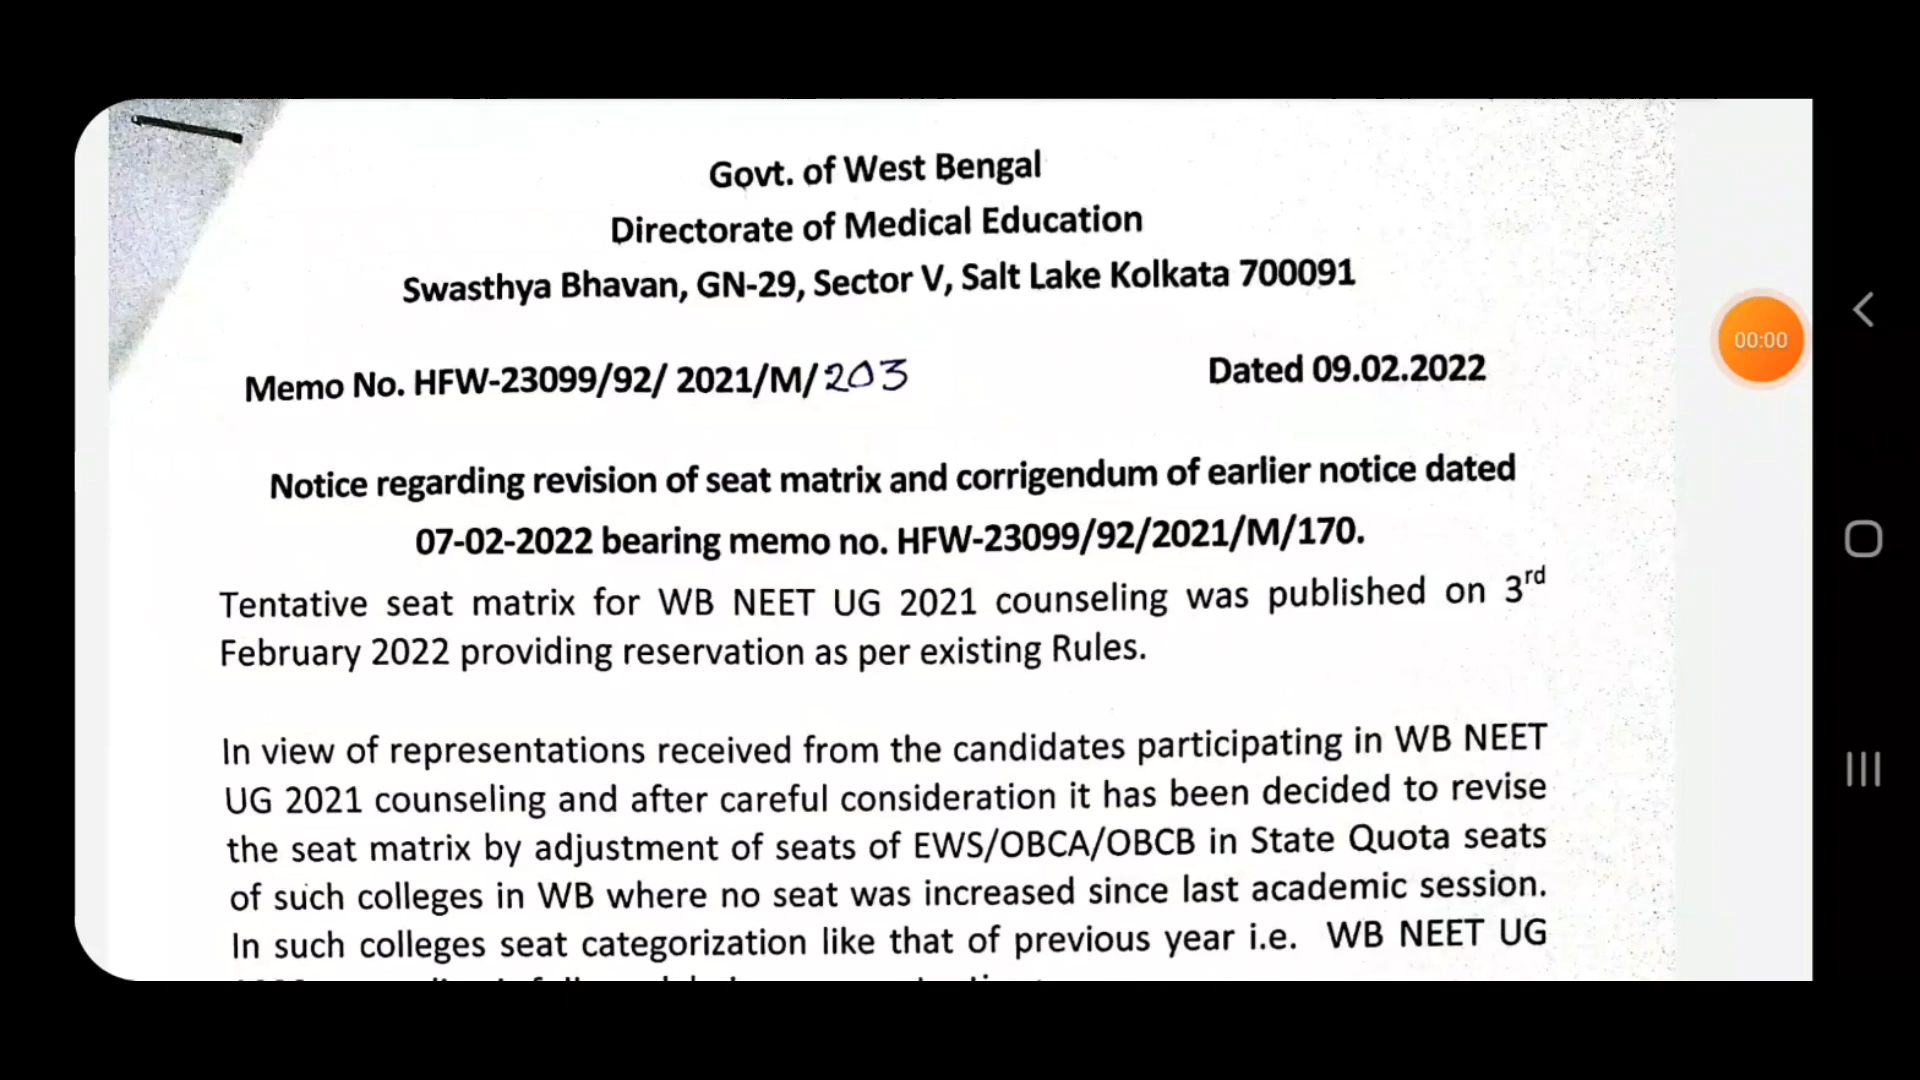 Govt. of West Bengal
Directorate of Medical Education
Swasthya Bhavan, GN-29, Sector V, Salt Lake Kolkata 700091
Memo No. HFW-23099/92/ 2021/M/203 Dated 09.02.2022
Notice regarding revision of seat matrix and corrigendum of earlier notice dated
07-02-2022 bearing memo no. HFW-23099/92/2021/M/170.
Tentative seat matrix for WB NEET UG 2021 counseling was published on 3rd
February 2022 providing reservation as per existing Rules.
In view of representations received from the candidates participating in WB NEET
UG 2021 counseling and after careful consideration it has been decided to revise
the seat matrix by adjustment of seats of EWS/OBCA/OBCB in State Quota seats
of such colleges in WB where no seat was increased since last academic session.
In such colleges seat categorization like that of previous year i.e. WB NEET UG
00:00